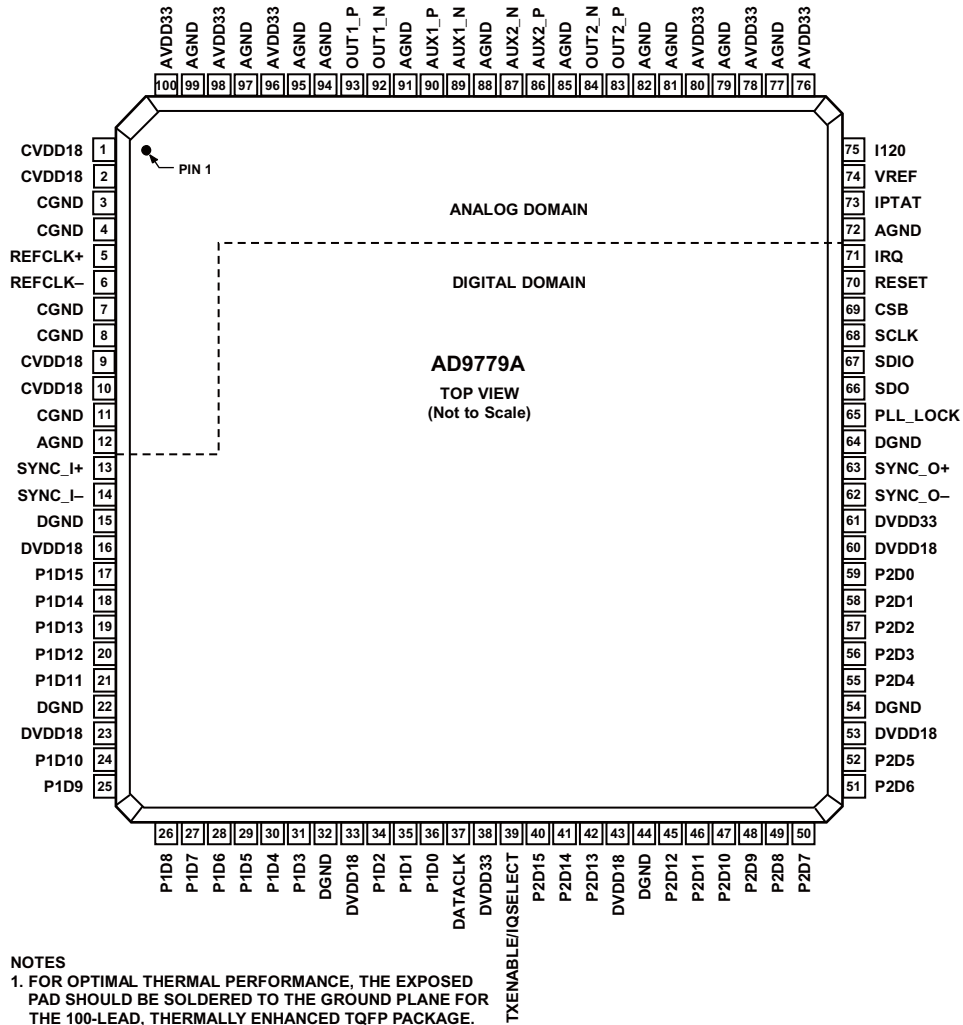 AVDD33
AGND
AVDD33
AGND
AVDD33
AGND
AGND
OUT1_P
OUT1_N
AGND
AUX1_P
AUX1_N
AGND
AUX2_N
AUX2_P
AGND
OUT2_N
OUT2_P
AGND
AGND
AVDD33
AGND
AVDD33
AGND
AVDD33
100 99 98 97 96 95 94 93 92 91 90 89 88 87 86 85 84 83 82 81 80 79 78 77 76
CVDD18 1
CVDD18 2
CGND 3
CGND 4
REFCLK+ 5
REFCLK– 6
CGND 7
CGND 8
CVDD18 9
CVDD18 10
CGND 11
AGND 12
SYNC_I+ 13
SYNC_I– 14
DGND 15
DVDD18 16
P1D15 17
P1D14 18
P1D13 19
P1D12 20
P1D11 21
DGND 22
DVDD18 23
P1D10 24
P1D9 25
PIN 1
ANALOG DOMAIN
DIGITAL DOMAIN
AD9779A
TOP VIEW
(Not to Scale)
75 I120
74 VREF
73 IPTAT
72 AGND
71 IRQ
70 RESET
69 CSB
68 SCLK
67 SDIO
66 SDO
65 PLL_LOCK
64 DGND
63 SYNC_O+
62 SYNC_O–
61 DVDD33
60 DVDD18
59 P2D0
58 P2D1
57 P2D2
56 P2D3
55 P2D4
54 DGND
53 DVDD18
52 P2D5
51 P2D6
26 27 28 29 30 31 32 33 34 35 36 37 38 39 40 41 42 43 44 45 46 47 48 49 50
P1D8
P1D7
P1D6
P1D5
P1D4
P1D3
DGND
DVDD18
P1D2
P1D1
P1D0
DATACLK
DVDD33
TXENABLE/IQSELECT
P2D15
P2D14
P2D13
DVDD18
DGND
P2D12
P2D11
P2D10
P2D9
P2D8
P2D7
NOTES
1. FOR OPTIMAL THERMAL PERFORMANCE, THE EXPOSED
PAD SHOULD BE SOLDERED TO THE GROUND PLANE FOR
THE 100-LEAD, THERMALLY ENHANCED TQFP PACKAGE.